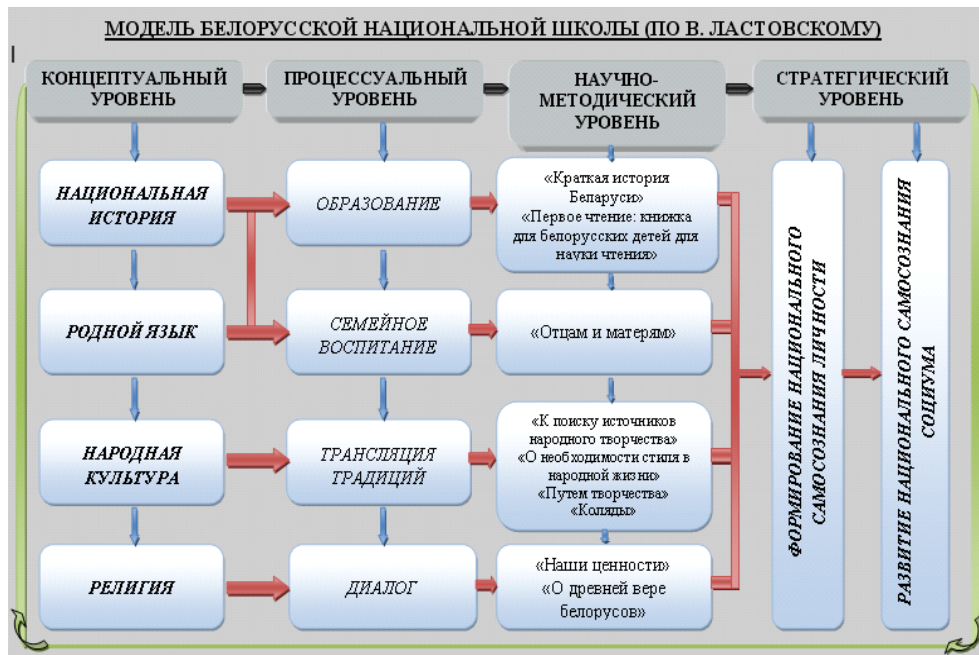 МОДЕЛЬ БЕЛОРУССКОЙ НАЦИОНАЛЬНОЙ ШКОЛЫ (ПО В. ЛАСТОВСКОМУ)
КОНЦЕПТУАЛЬНЫЙ
УРОВЕНЬ
ПРОЦЕССУАЛЬНЫЙ
УРОВЕНЬ
НАУЧНО-
МЕТОДИЧЕСКИЙ
УРОВЕНЬ
СТРАТЕГИЧЕСКИЙ
УРОВЕНЬ
НАЦИОНАЛЬНАЯ
ИСТОРИЯ
ОБРАЗОВАНИЕ
«Краткая история
Беларуси»
«Первое чтение: книжка
для белорусских детей для
науки чтения»
РОДНОЙ ЯЗЫК
СЕМЕЙНОЕ
ВОСПИТАНИЕ
«Отцам и матерям»
НАРОДНАЯ
КУЛЬТУРА
ТРАНСЛЯЦИЯ
ТРАДИЦИЙ
«К поиску источников
народного творчества»
«О необходимости стиля в
народной жизни»
«Путем творчества»
«Коляды»
РЕЛИГИЯ
ДИАЛОГ
«Наши ценности»
«О древней вере
белорусов»
ФОРМИРОВАНИЕ НАЦИОНАЛЬНОГО
САМОСОЗНАНИЯ ЛИЧНОСТИ
РАЗВИТИЕ НАЦИОНАЛЬНОГО САМОСОЗНАНИЯ
СОЦИУМА